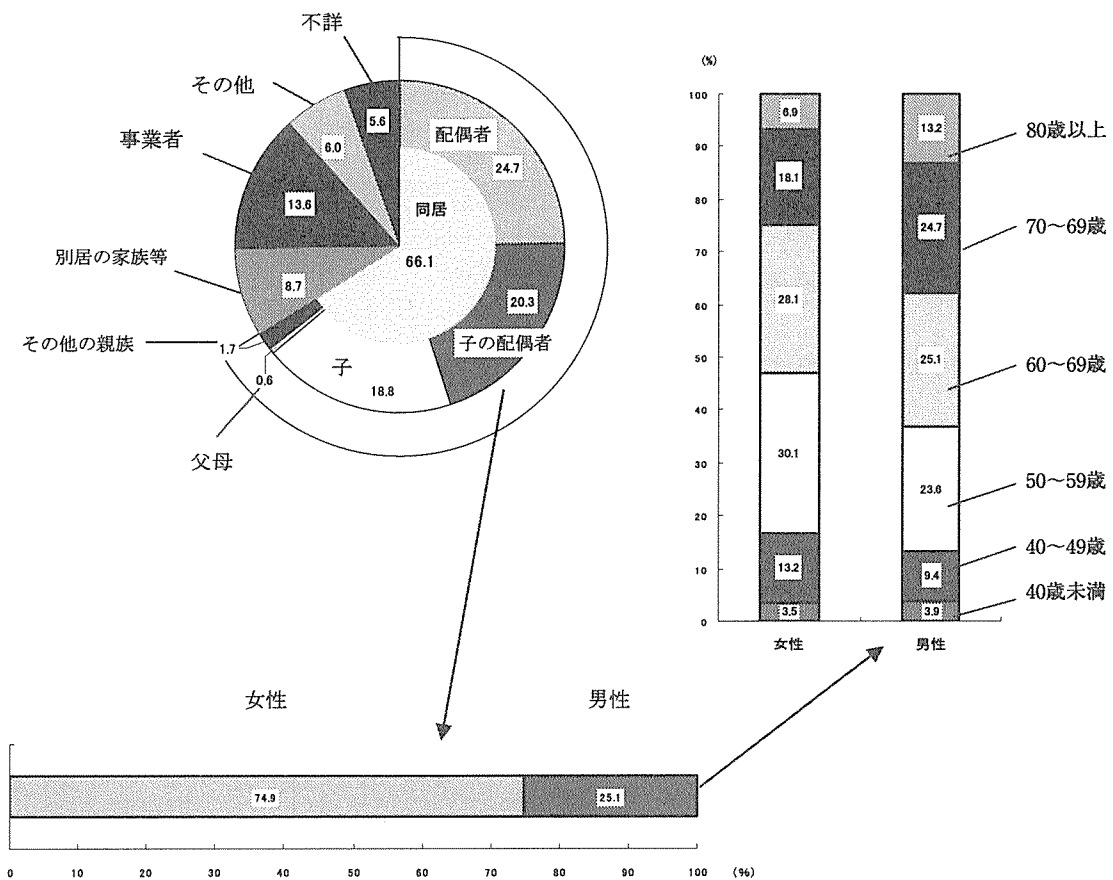 不詳
その他
事業者
別居の家族等
その他の親族
父母
5.6
6.0
13.6
8.7
1.7
0.6
配偶者
24.7
同居
66.1
20.3
子の配偶者
子
18.8
(%)
100
90
80
70
60
50
40
30
20
10
0
6.9
18.1
28.1
30.1
13.2
3.5
女性
13.2
24.7
25.1
23.6
9.4
3.9
男性
80歳以上
70～69歳
60～69歳
50～59歳
40～49歳
40歳未満
女性 男性
74.9 25.1
0 10 20 30 40 50 60 70 80 90 100 (%)